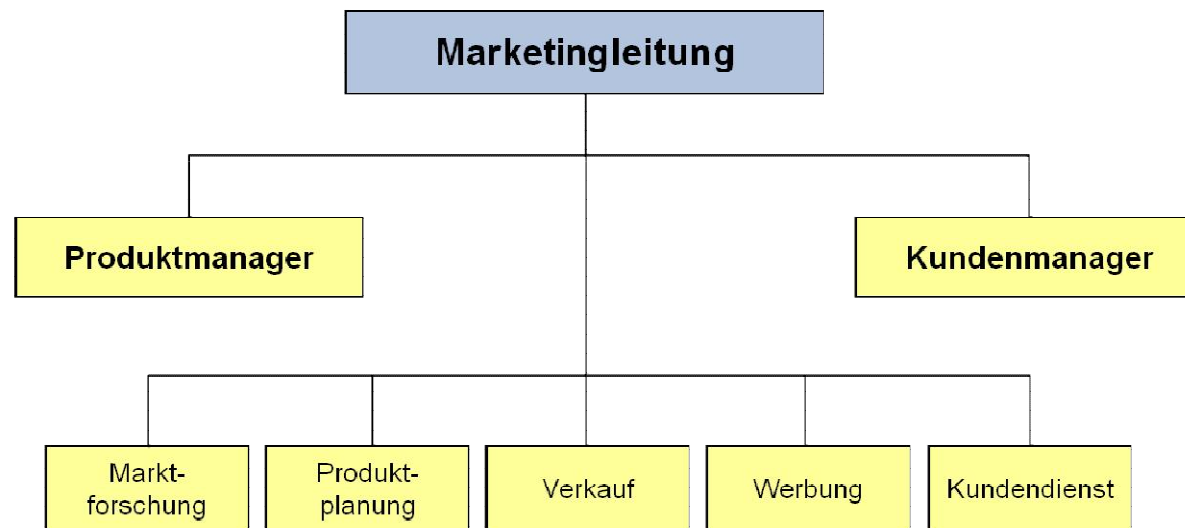 Marketingleitung
Produktmanager
Kundenmanager
Markt-
forschung
Produkt-
planung
Verkauf
Werbung
Kundendienst